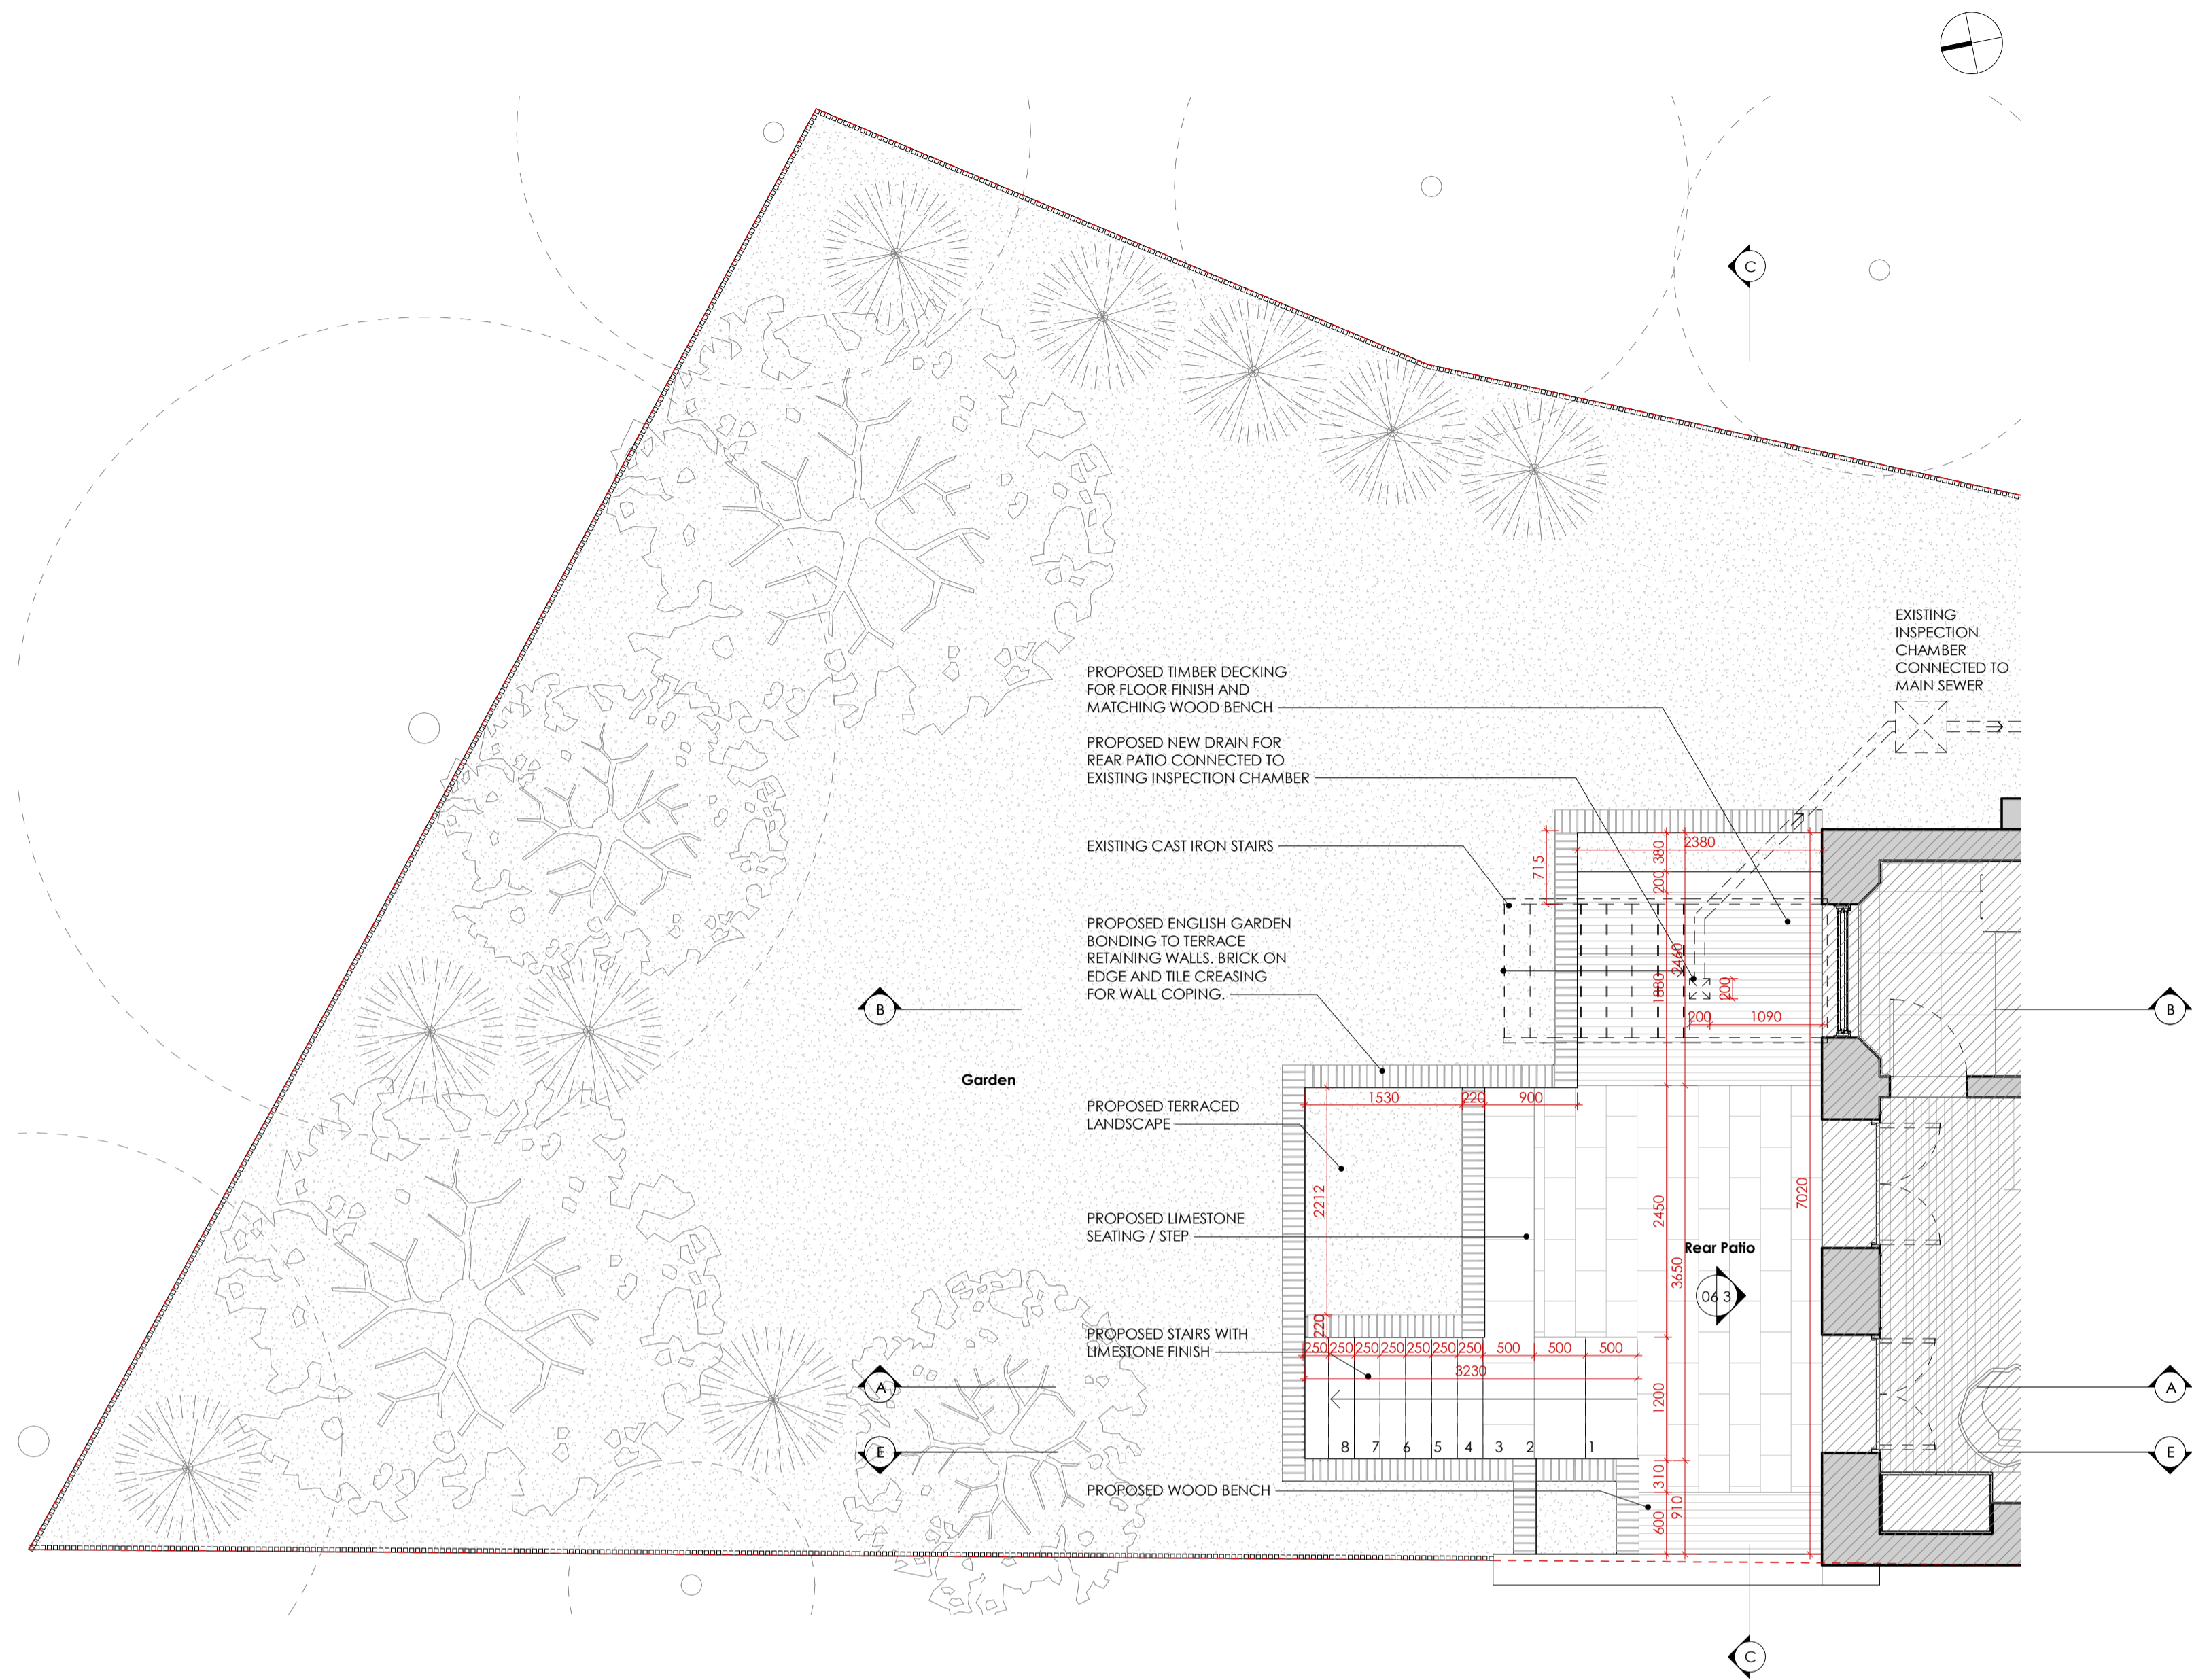 C
EXISTING
INSPECTION
CHAMBER
CONNECTED TO
MAIN SEWER
PROPOSED TIMBER DECKING
FOR FLOOR FINISH AND
MATCHING WOOD BENCH
PROPOSED NEW DRAIN FOR
REAR PATIO CONNECTED TO
EXISTING INSPECTION CHAMBER
EXISTING CAST IRON STAIRS
PROPOSED ENGLISH GARDEN
BONDING TO TERRACE
RETAINING WALLS. BRICK ON
EDGE AND TILE CREASING
FOR WALL COPING.
715
380
2380
200
2460
1880
200
200
1090
B
B
Garden
PROPOSED TERRACED
LANDSCAPE
1530
220
900
2212
2450
7020
PROPOSED LIMESTONE
SEATING / STEP
Rear Patio
3650
06 3
220
PROPOSED STAIRS WITH
LIMESTONE FINISH
250
250
250
250
250
250
250
500
500
500
3230
A
A
1200
8
7
6
5
4
3
2
1
E
E
PROPOSED WOOD BENCH
310
910
600
C